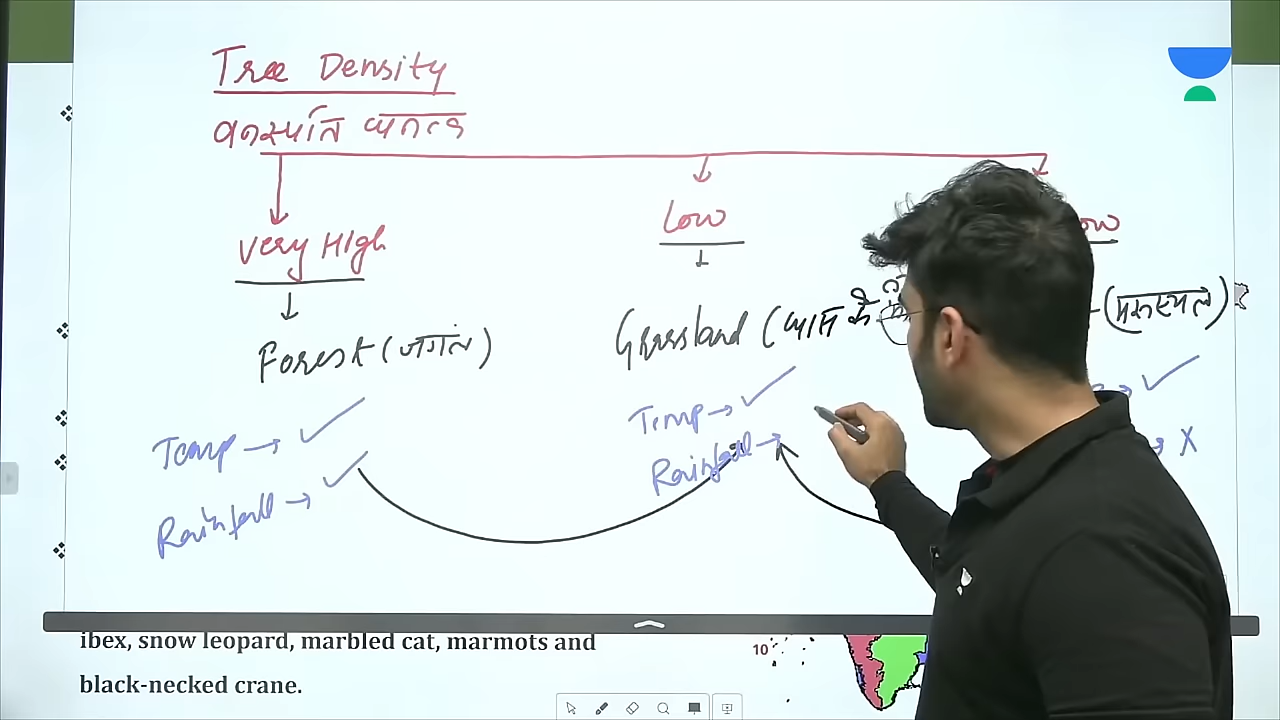 Tree Density
वनस्पति घनत्व
Very High
Low
Low
Forest (जंगल)
Grassland (घास के
(मरुस्थल)
Temp → ✓
Temp → ✓
→ ✓
Rainfall → ✓
Rainfall →
→ X
ibex, snow leopard, marbled cat, marmots and
black-necked crane.
10°